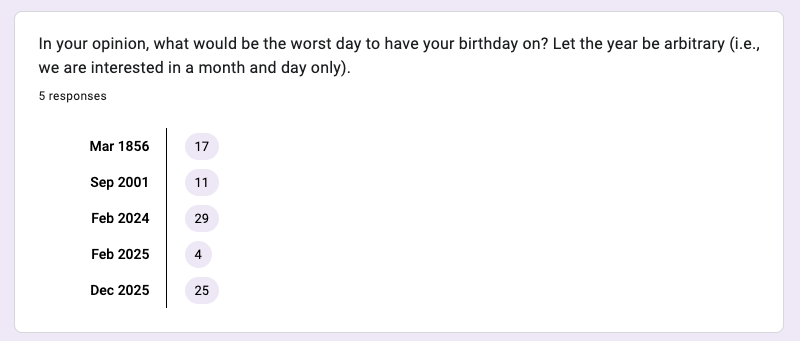 In your opinion, what would be the worst day to have your birthday on? Let the year be arbitrary (i.e.,
we are interested in a month and day only).
5 responses
Mar 1856 17
Sep 2001 11
Feb 2024 29
Feb 2025 4
Dec 2025 25